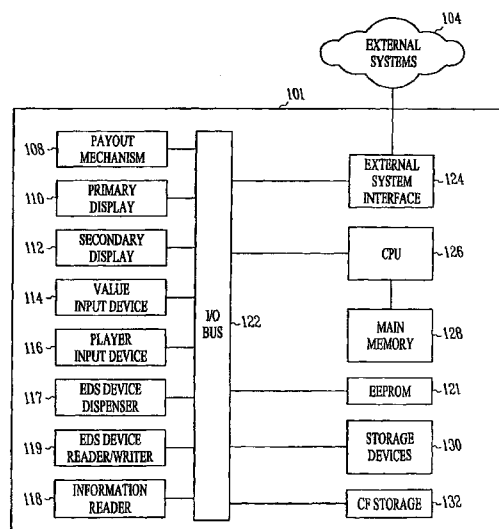 104
EXTERNAL
SYSTEMS
101
108
PAYOUT
MECHANISM
110
PRIMARY
DISPLAY
112
SECONDARY
DISPLAY
114
VALUE
INPUT DEVICE
116
PLAYER
INPUT DEVICE
117
EDS DEVICE
DISPENSER
119
EDS DEVICE
READER/WRITER
118
INFORMATION
READER
I/O
BUS
122
EXTERNAL
SYSTEM
INTERFACE
124
CPU
126
MAIN
MEMORY
128
EEPROM
121
STORAGE
DEVICES
130
CF STORAGE
132